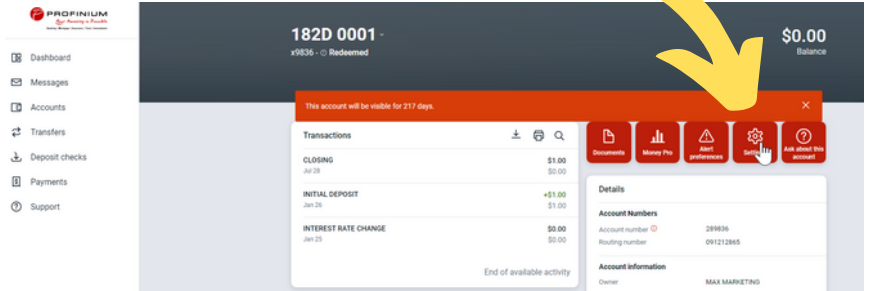 PROFINIUM
Dashboard
Messages
Accounts
Transfers
Deposit checks
Payments
Support
182D 0001
x9836 - Redeemed
$0.00
Balance
This account will be visible for 217 days.
Transactions
CLOSING $1.00
Jul 28 $0.00
INITIAL DEPOSIT +$1.00
Jan 26 $1.00
INTEREST RATE CHANGE $0.00
Jan 25 $0.00
End of available activity
Documents
Money Pro
Alert
preferences
Ask about this
account
Details
Account Numbers
Account number 289836
Routing number 091212865
Account information
Owner MAX MARKETING